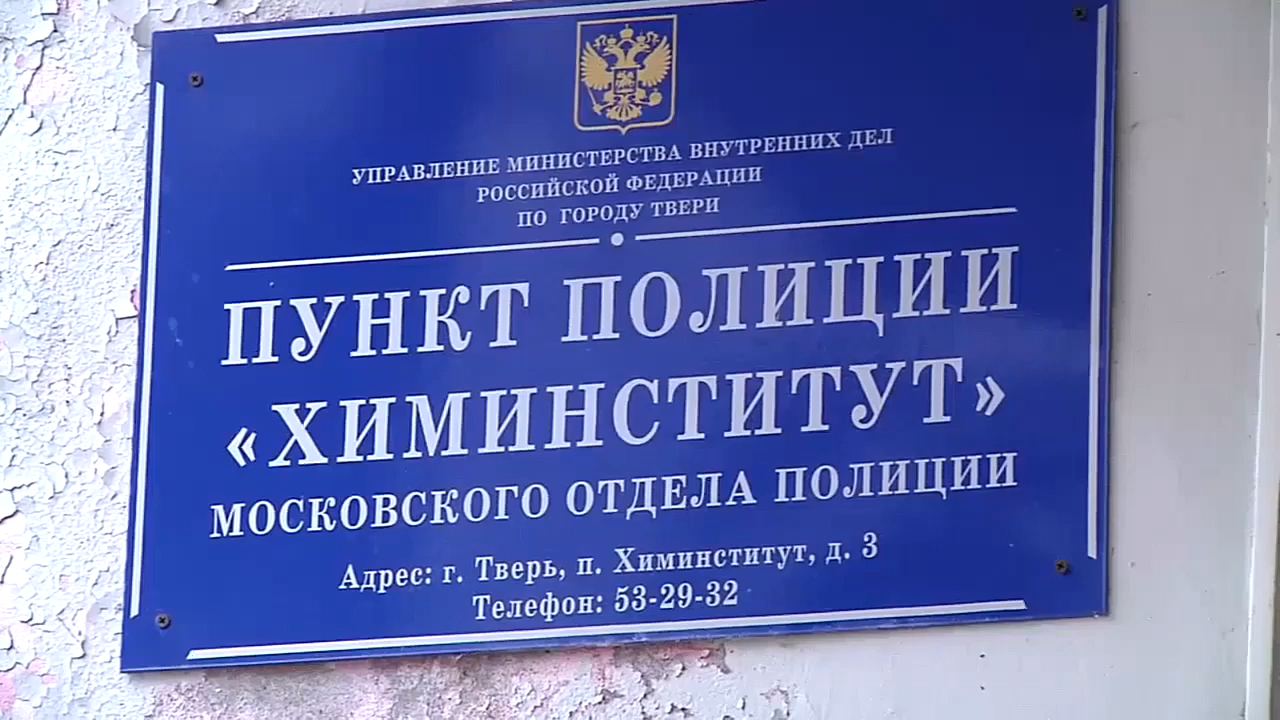 УПРАВЛЕНИЕ МИНИСТЕРСТВА ВНУТРЕННИХ ДЕЛ
РОССИЙСКОЙ ФЕДЕРАЦИИ
ПО ГОРОДУ ТВЕРИ
ПУНКТ ПОЛИЦИИ
«ХИМИНСТИТУТ»
МОСКОВСКОГО ОТДЕЛА ПОЛИЦИИ
Адрес: г. Тверь, п. Химинститут, д. 3
Телефон: 53-29-32